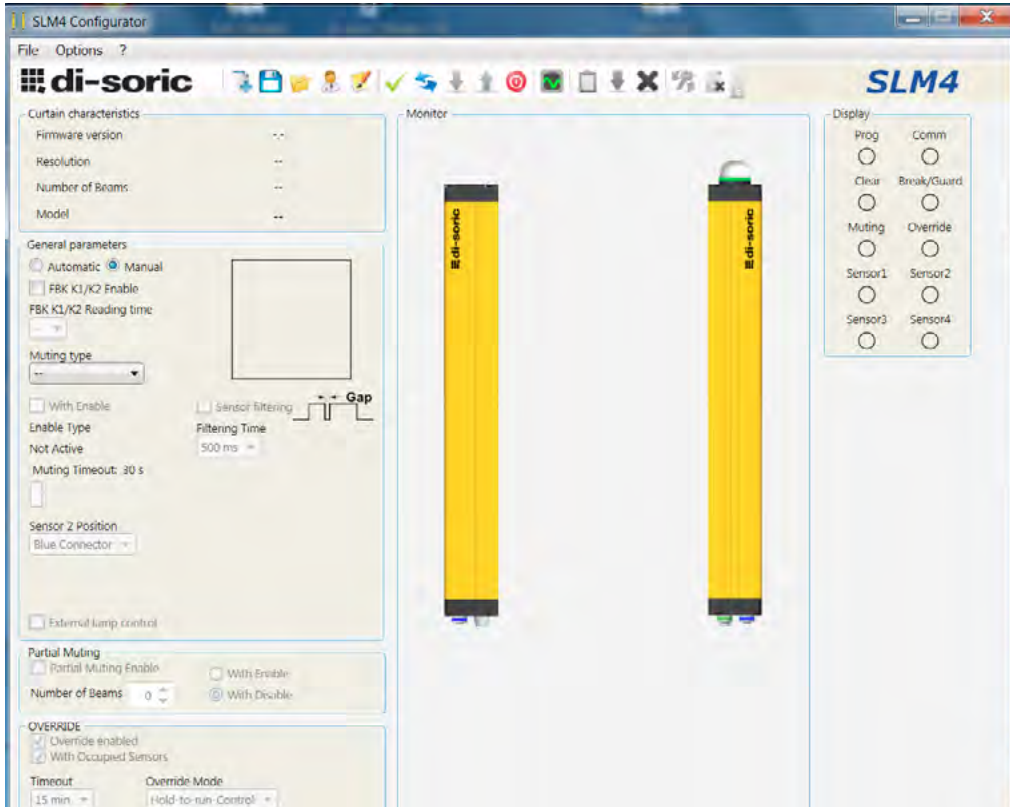 SLM4 Configurator
File Options ?
di-soric
SLM4
Curtain characteristics
Firmware version --
Resolution --
Number of Beams --
Model --
General parameters
Automatic Manual
FBK K1/K2 Enable
FBK K1/K2 Reading time
--
Muting type
--
With Enable
Sensor filtering
Gap
Enable Type
Filtering Time
Not Active
500 ms
Muting Timeout: 30 s
Sensor 2 Position
Blue Connector
External lamp control
Partial Muting
Partial Muting Enable
With Enable
Number of Beams 0
With Disable
OVERRIDE
Override enabled
With Occupied Sensors
Timeout Override Mode
15 min Hold-to-run-Control
Monitor
di-soric
di-soric
Display
Prog Comm
Clear Break/Guard
Muting Override
Sensor1 Sensor2
Sensor3 Sensor4